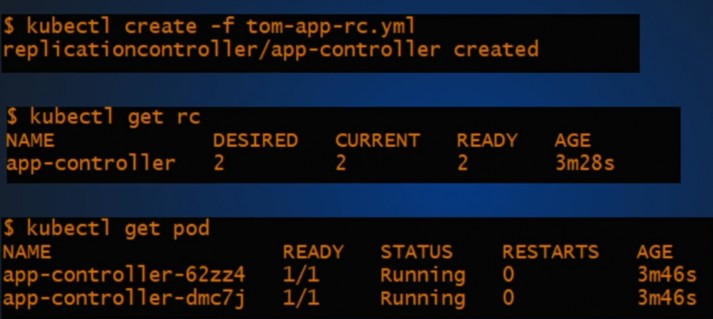 $ kubectl create -f tom-app-rc.yml
replicationcontroller/app-controller created
$ kubectl get rc
NAME DESIRED CURRENT READY AGE
app-controller 2 2 2 3m28s
$ kubectl get pod
NAME READY STATUS RESTARTS AGE
app-controller-62zz4 1/1 Running 0 3m46s
app-controller-dmc7j 1/1 Running 0 3m46s